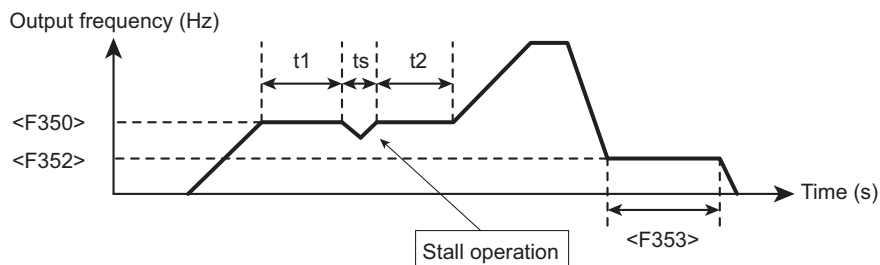 Output frequency (Hz)
t1 ts t2
<F350>
<F352>
Time (s)
<F353>
Stall operation